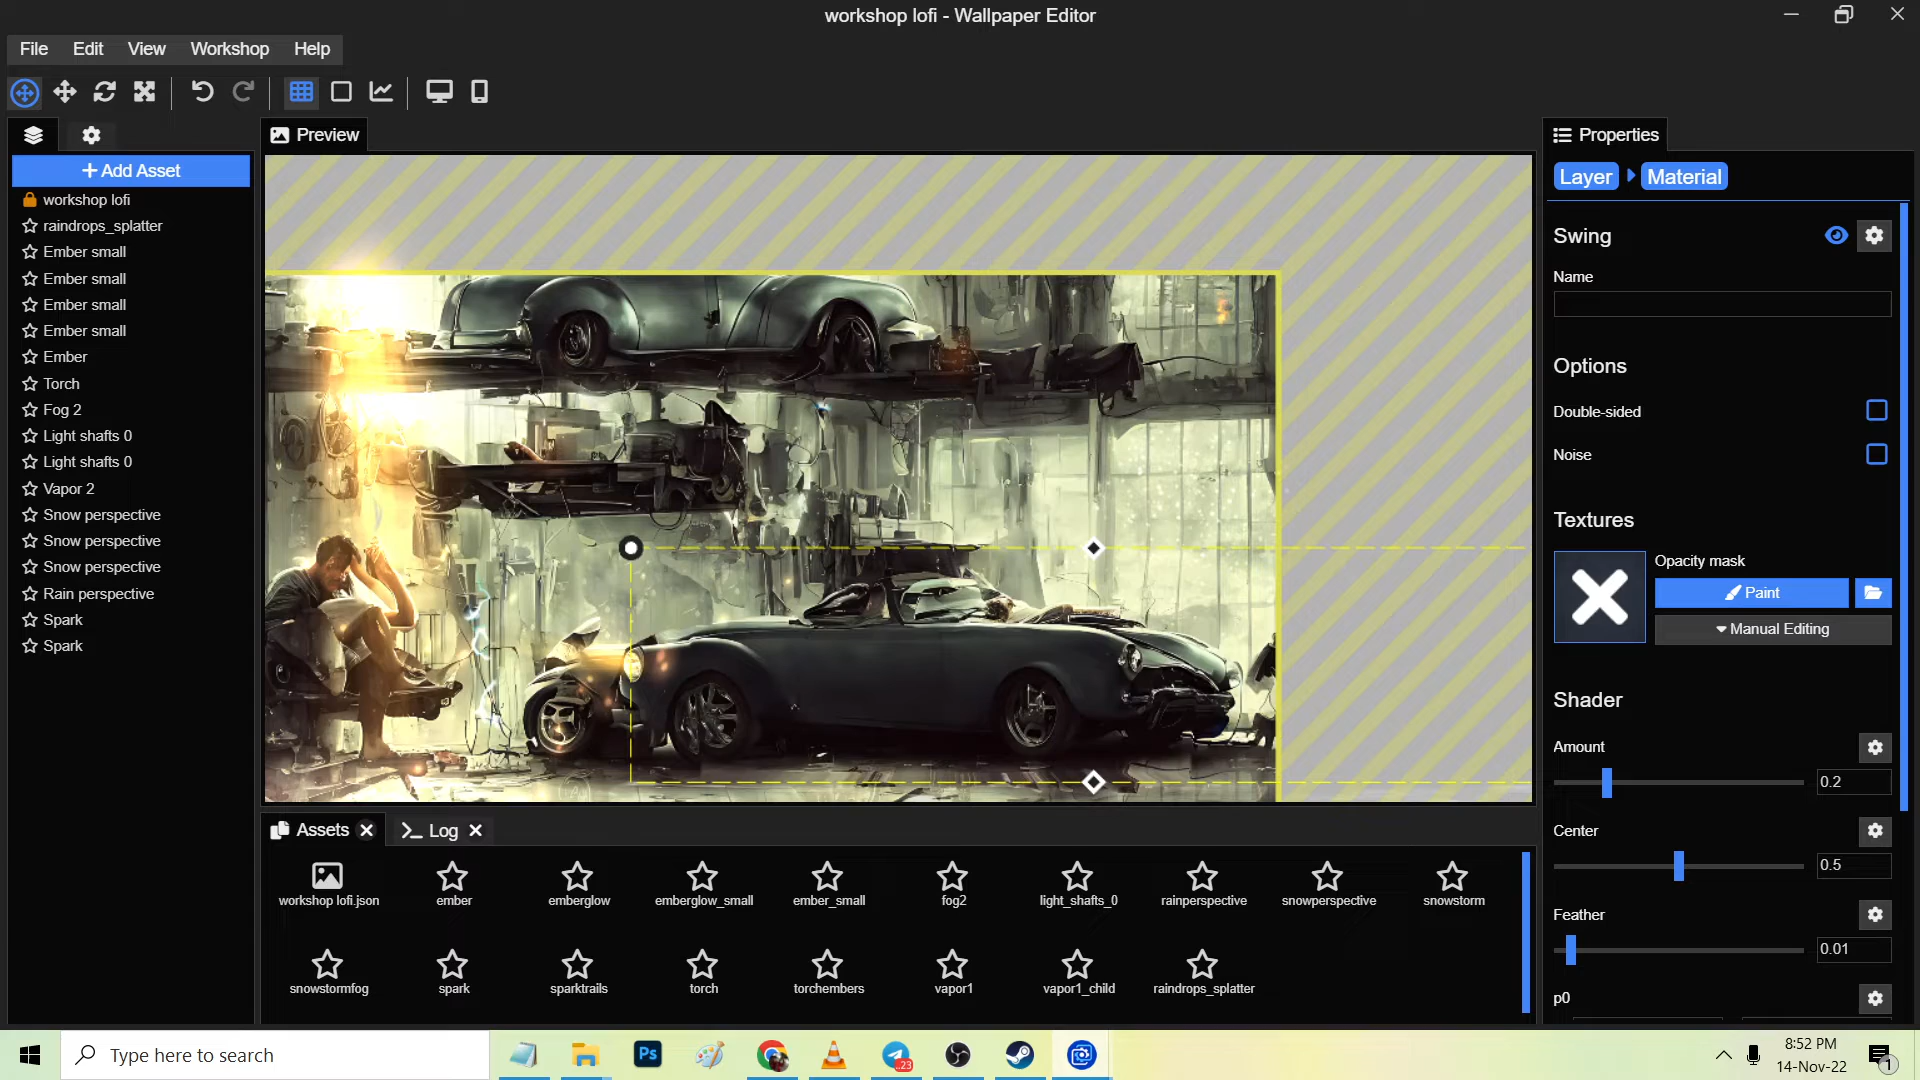 workshop lofi - Wallpaper Editor
File Edit View Workshop Help
Preview
Properties
+ Add Asset
workshop lofi
raindrops_splatter
Ember small
Ember small
Ember small
Ember small
Ember
Torch
Fog 2
Light shafts 0
Light shafts 0
Vapor 2
Snow perspective
Snow perspective
Snow perspective
Rain perspective
Spark
Spark
Layer Material
Swing
Name
Options
Double-sided
Noise
Textures
Opacity mask
Paint
Manual Editing
Shader
Amount
0.2
Center
0.5
Feather
0.01
p0
Assets Log
workshop lofi.json ember emberglow emberglow_small ember_small fog2 light_shafts_0 rainperspective snowperspective snowstorm
snowstormfog spark sparktrails torch torchembers vapor1 vapor1_child raindrops_splatter
Type here to search
Ps
23
8:52 PM
14-Nov-22
1